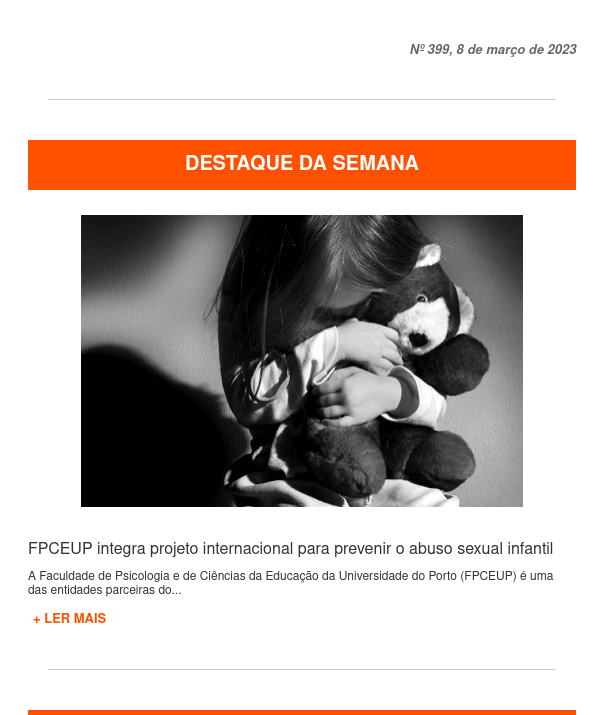 Nº 399, 8 de março de 2023
DESTAQUE DA SEMANA
FPCEUP integra projeto internacional para prevenir o abuso sexual infantil
A Faculdade de Psicologia e de Ciências da Educação da Universidade do Porto (FPCEUP) é uma
das entidades parceiras do...
+ LER MAIS